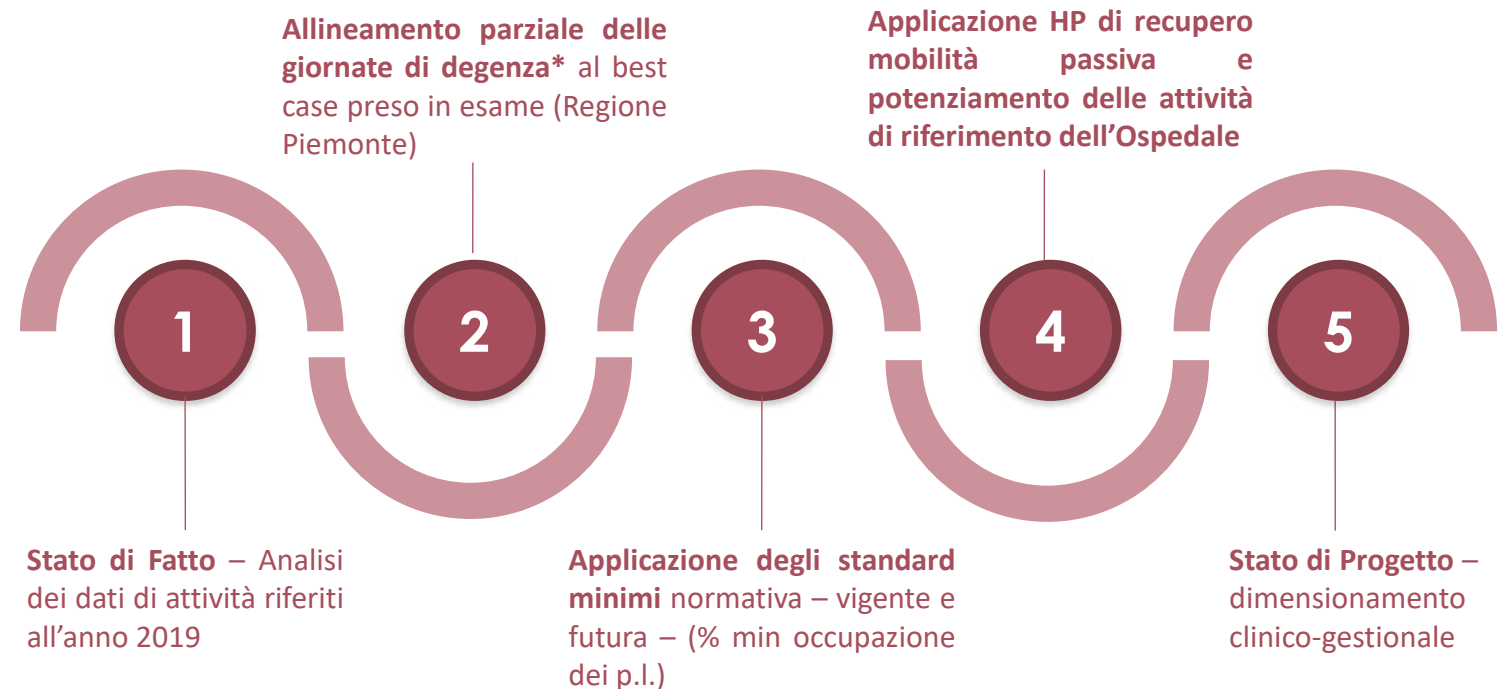 Allineamento parziale delle
giornate di degenza* al best
case preso in esame (Regione
Piemonte)
Applicazione HP di recupero
mobilità passiva e
potenziamento delle attività
di riferimento dell’Ospedale
1
2
3
4
5
Stato di Fatto – Analisi
dei dati di attività riferiti
all’anno 2019
Applicazione degli standard
minimi normativa – vigente e
futura – (% min occupazione
dei p.l.)
Stato di Progetto –
dimensionamento
clinico-gestionale